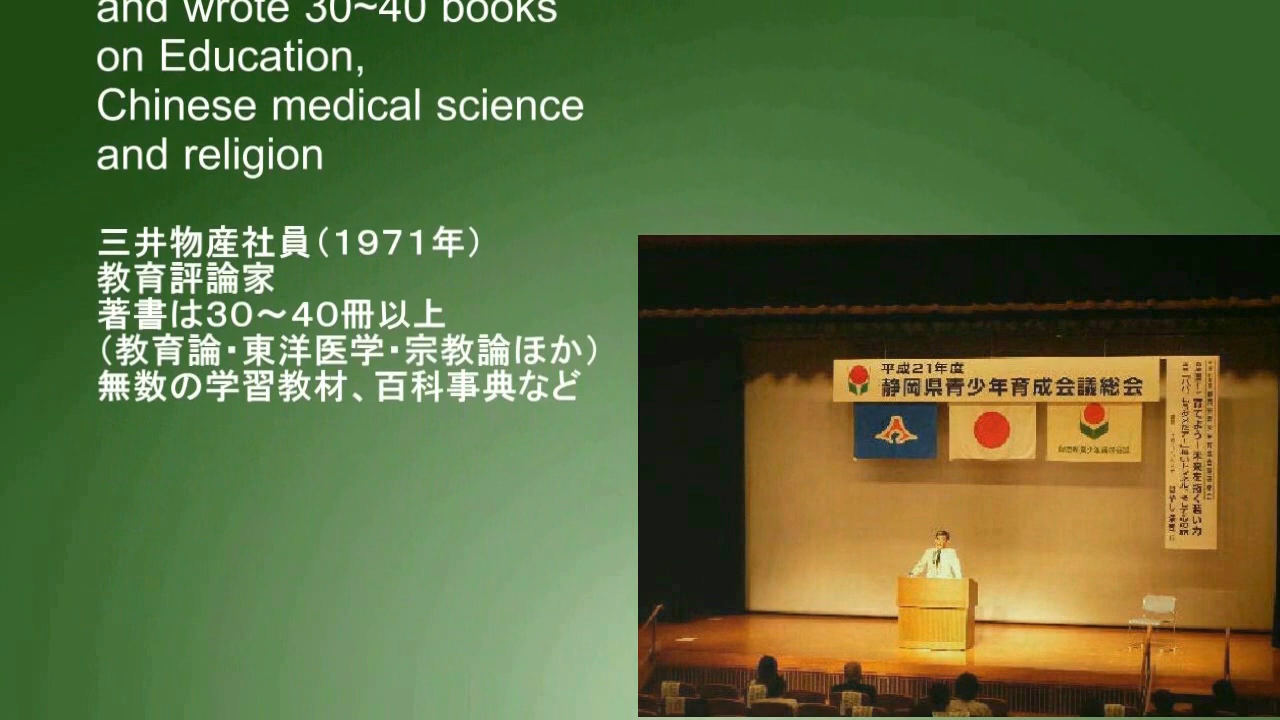 and wrote 30~40 books
on Education,
Chinese medical science
and religion
三井物産社員(1971年)
教育評論家
著書は30~40冊以上
(教育論・東洋医学・宗教論ほか)
無数の学習教材、百科事典など
平成21年度
静岡県青少年育成会議総会